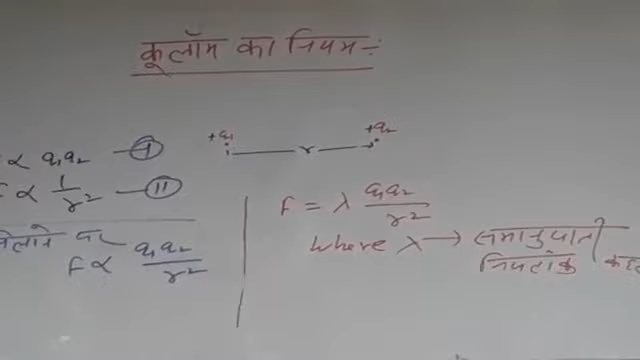 कूलॉम का नियम :-
+q₁ r +q₂
∝ q₁q₂ — I
F ∝ 1/r² — II
मिलाने पर
F ∝ q₁q₂/r²
F = λ q₁q₂/r²
where λ → समानुपाती
नियतांक